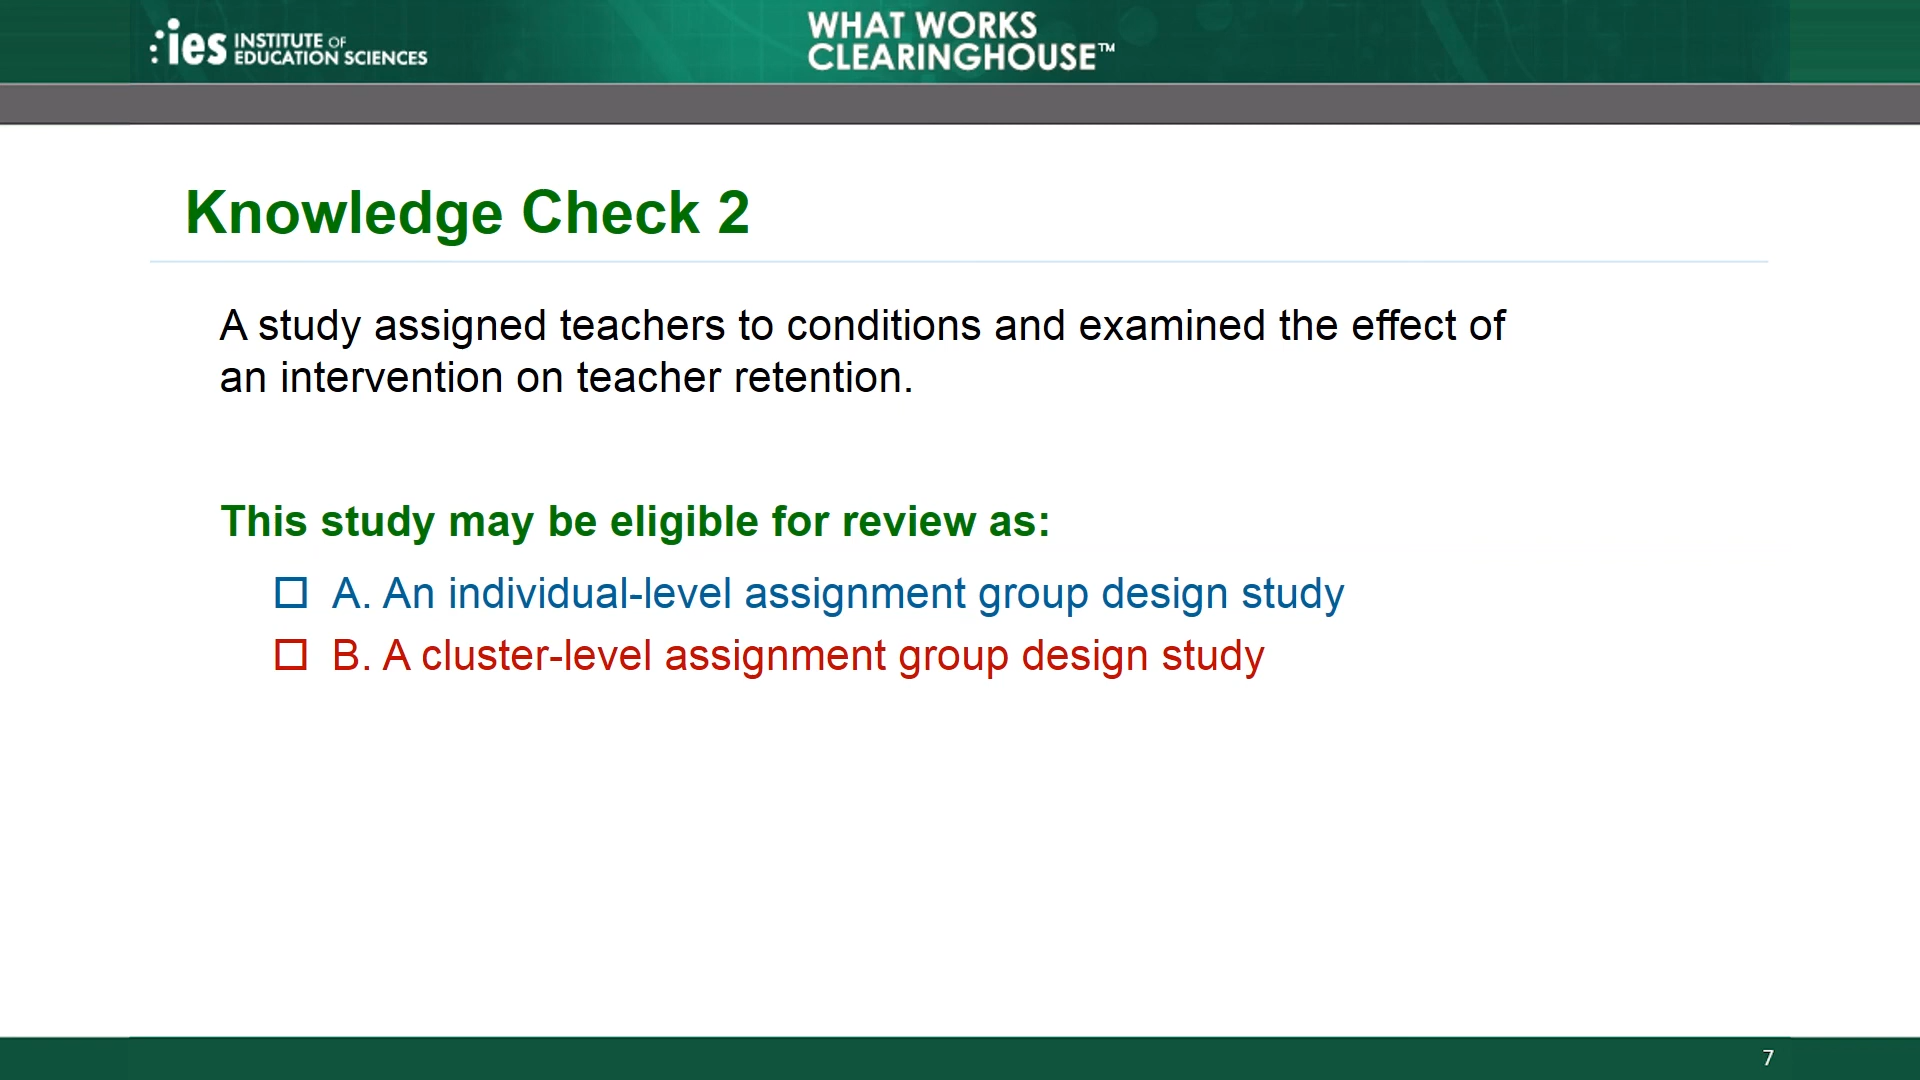 ies INSTITUTE OF
EDUCATION SCIENCES
WHAT WORKS
CLEARINGHOUSE™
Knowledge Check 2
A study assigned teachers to conditions and examined the effect of
an intervention on teacher retention.
This study may be eligible for review as:
A. An individual-level assignment group design study
B. A cluster-level assignment group design study
7